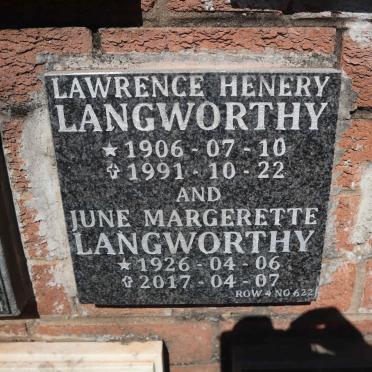 LAWRENCE HENERY
LANGWORTHY
★ 1906 - 07 - 10
✞ 1991 - 10 - 22
AND
JUNE MARGERETTE
LANGWORTHY
★ 1926 - 04 - 06
✞ 2017 - 04 - 07
ROW 4 NO 622